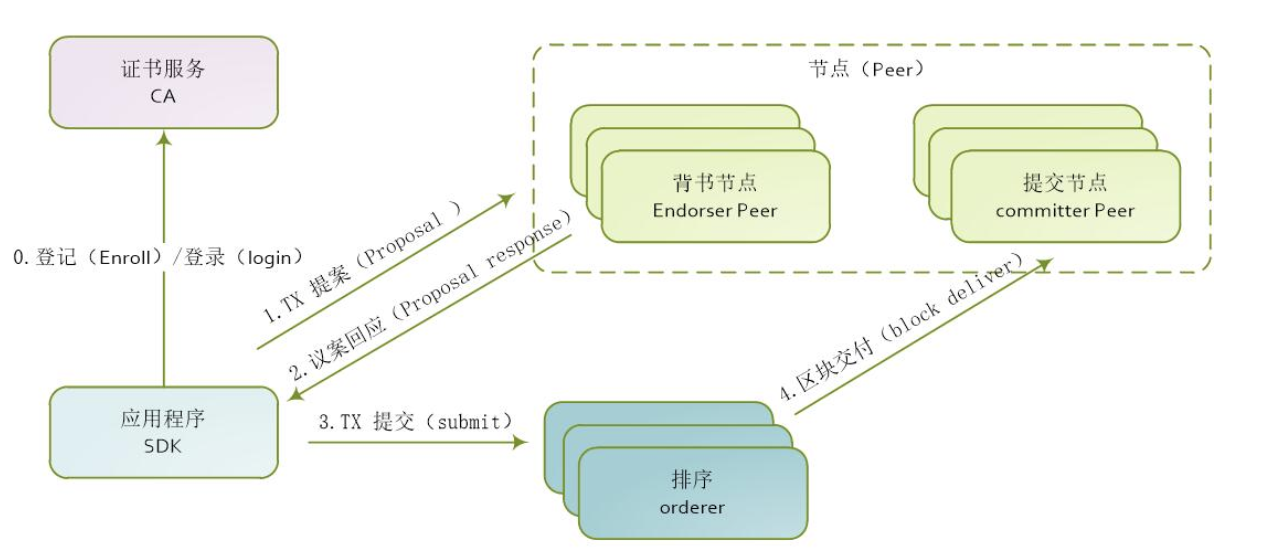 证书服务
CA
节点（Peer）
背书节点
Endorser Peer
提交节点
committer Peer
0.登记（Enroll）/登录（login）
1.TX 提案（Proposal ）
2.议案回应（Proposal response）
3.TX 提交（submit）
4.区块交付（block deliver）
应用程序
SDK
排序
orderer